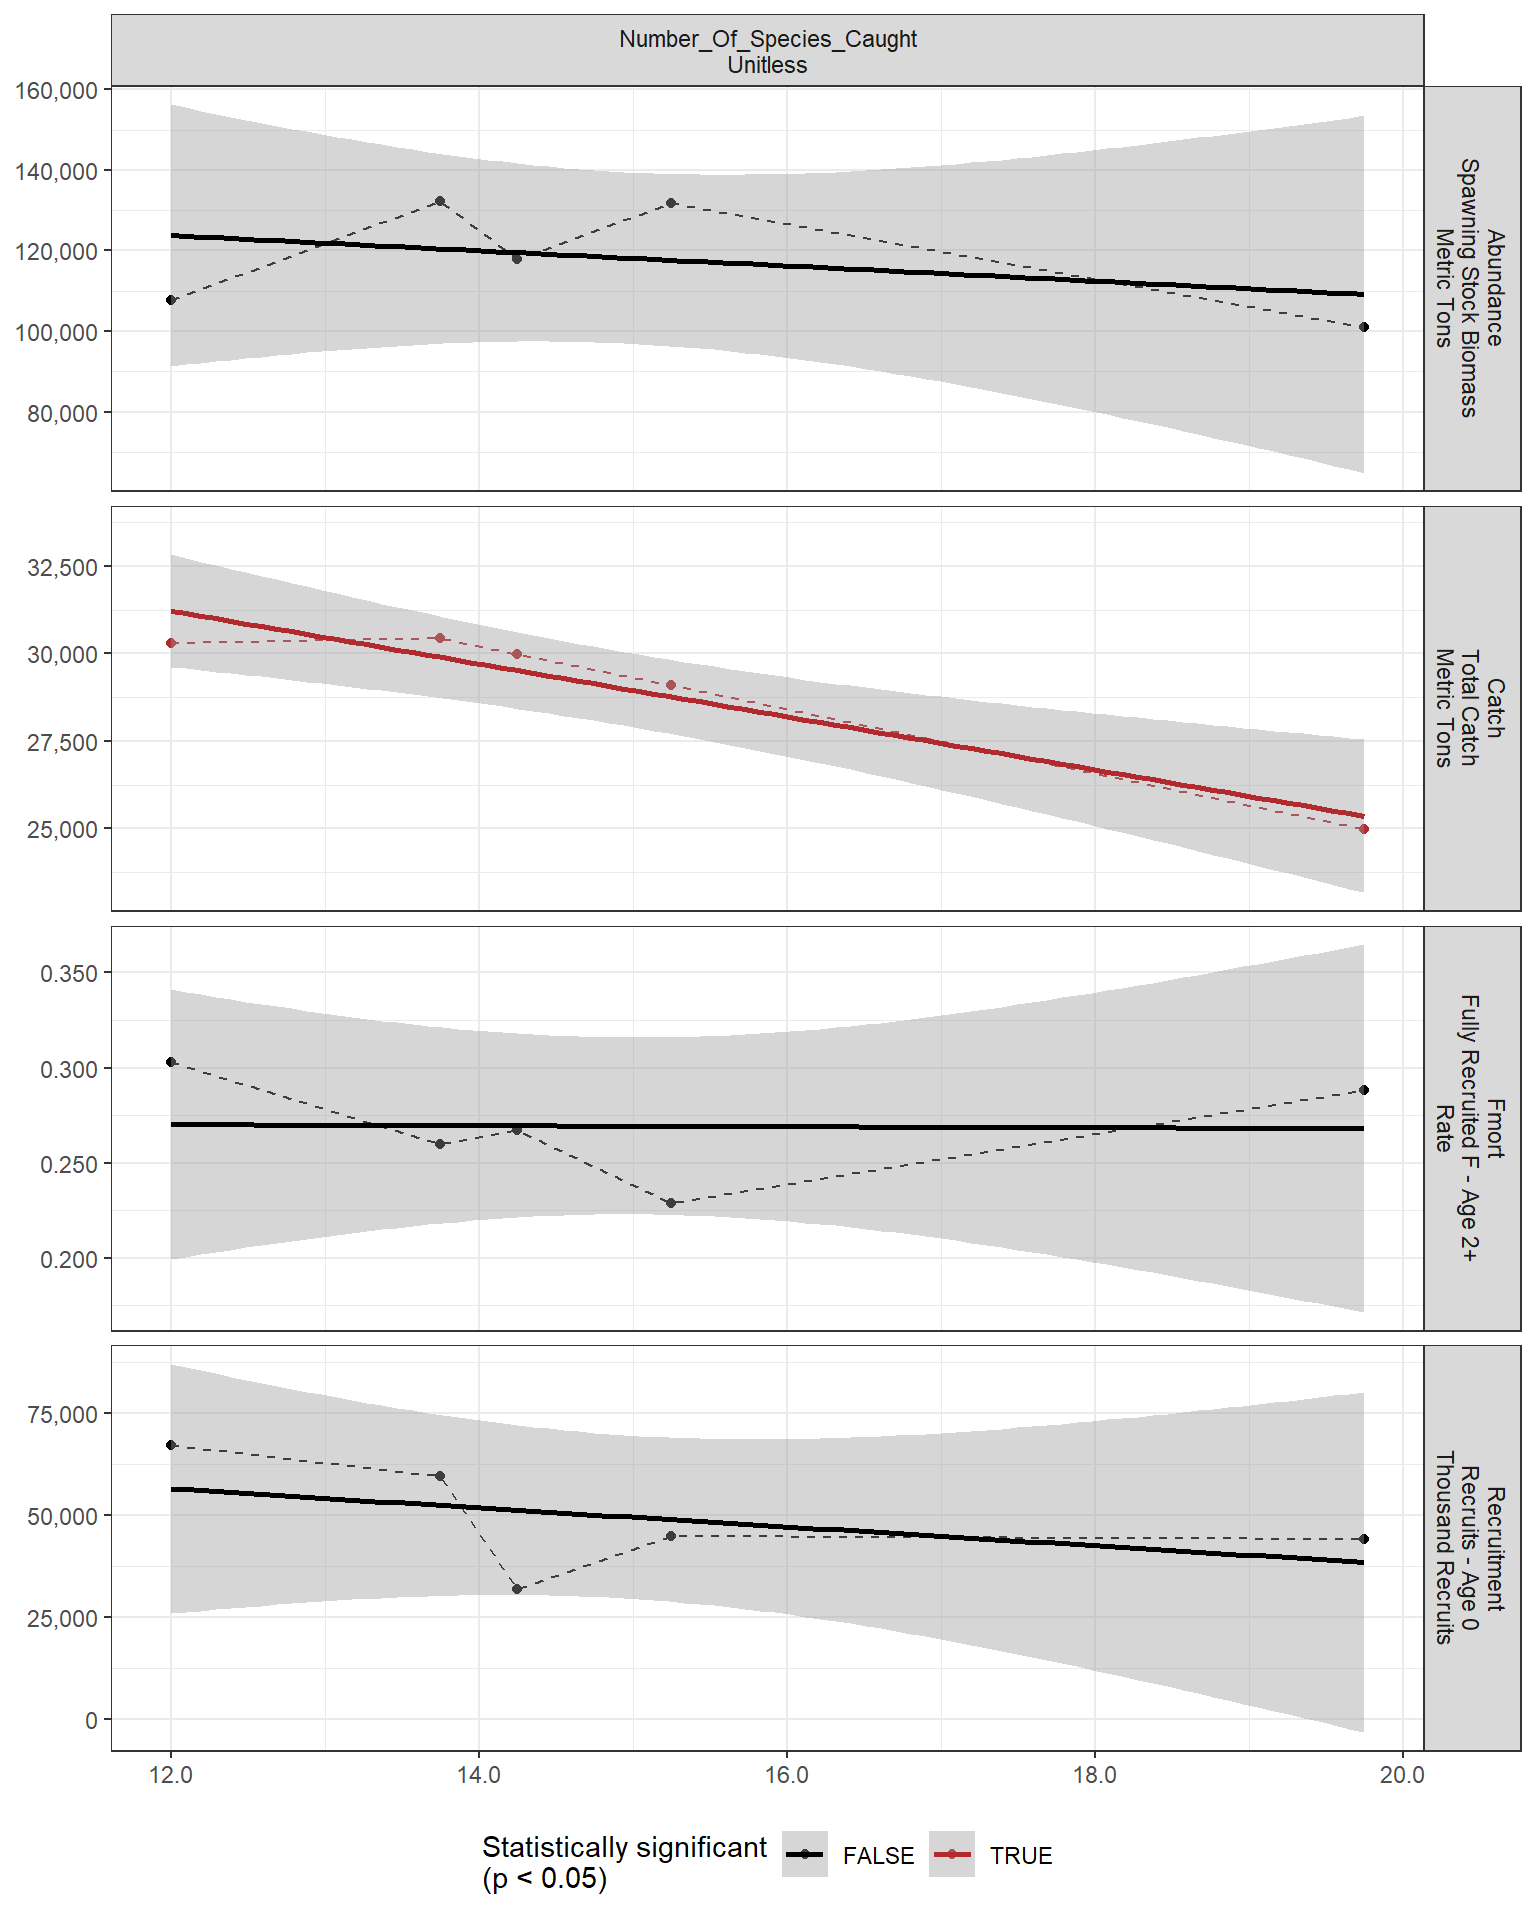 Number_Of_Species_Caught
Unitless
160,000
140,000
120,000
100,000
80,000
Abundance
Spawning Stock Biomass
Metric Tons
32,500
30,000
27,500
25,000
Catch
Total Catch
Metric Tons
0.350
0.300
0.250
0.200
Fmort
Fully Recruited F - Age 2+
Rate
75,000
50,000
25,000
0
Recruitment
Recruits - Age 0
Thousand Recruits
12.0
14.0
16.0
18.0
20.0
Statistically significant
(p < 0.05)
FALSE
TRUE